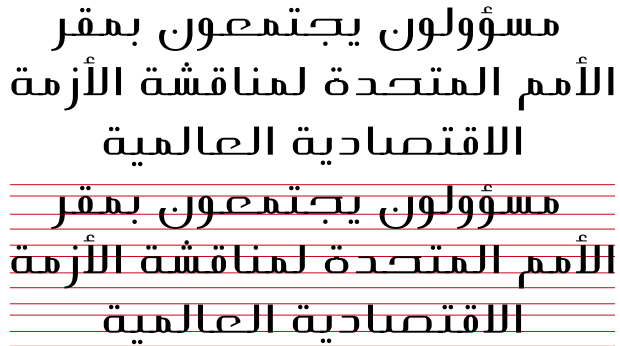 مسؤولون يجتمعون بمقر
الأمم المتحدة لمناقشة الأزمة
الاقتصادية العالمية
مسؤولون يجتمعون بمقر
الأمم المتحدة لمناقشة الأزمة
الاقتصادية العالمية